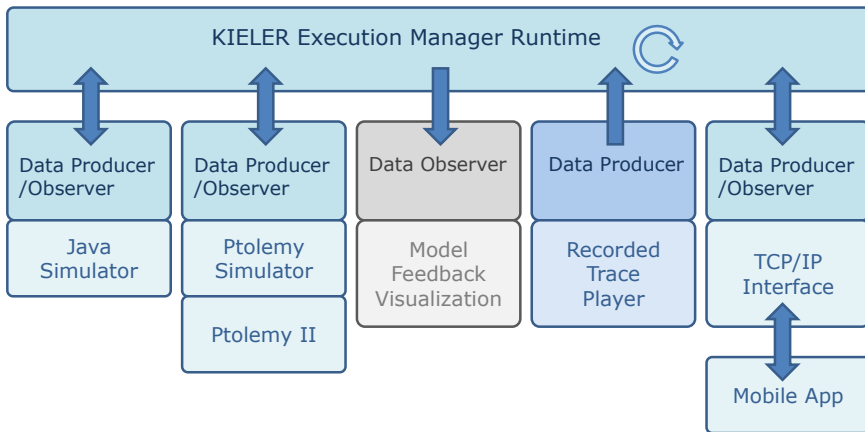 KIELER Execution Manager Runtime
Data Producer
/Observer
Data Producer
/Observer
Data Observer
Data Producer
Data Producer
/Observer
Java
Simulator
Ptolemy
Simulator
Model
Feedback
Visualization
Recorded
Trace
Player
TCP/IP
Interface
Ptolemy II
Mobile App